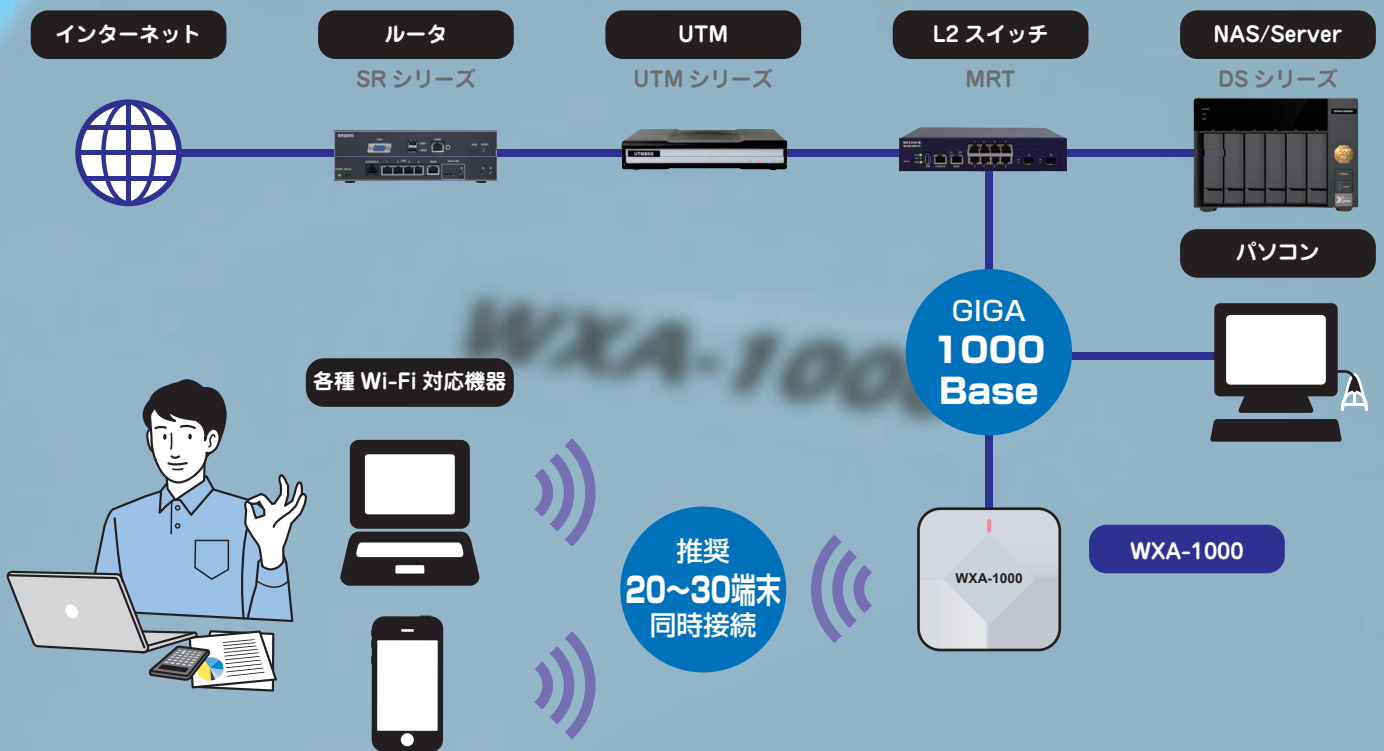 インターネット
ルータ
UTM
L2 スイッチ
NAS/Server
SR シリーズ
UTM シリーズ
MRT
DS シリーズ
SR2000
UTM800
パソコン
GIGA
1000
Base
WXA-1000
各種 Wi-Fi 対応機器
推奨
20〜30端末
同時接続
WXA-1000
WXA-1000